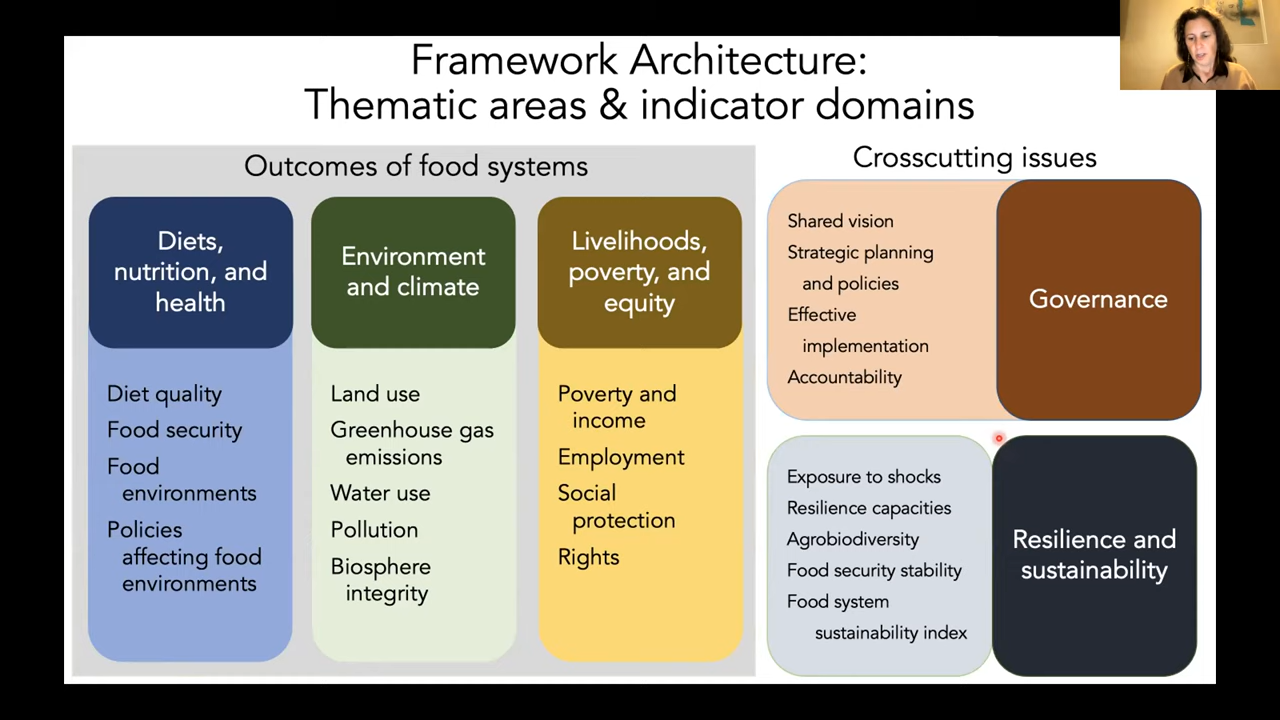 Framework Architecture:
Thematic areas & indicator domains
Outcomes of food systems
Diets,
nutrition, and
health
Diet quality
Food security
Food
environments
Policies
affecting food
environments
Environment
and climate
Land use
Greenhouse gas
emissions
Water use
Pollution
Biosphere
integrity
Livelihoods,
poverty, and
equity
Poverty and
income
Employment
Social
protection
Rights
Crosscutting issues
Shared vision
Strategic planning
and policies
Effective
implementation
Accountability
Governance
Exposure to shocks
Resilience capacities
Agrobiodiversity
Food security stability
Food system
sustainability index
Resilience and
sustainability